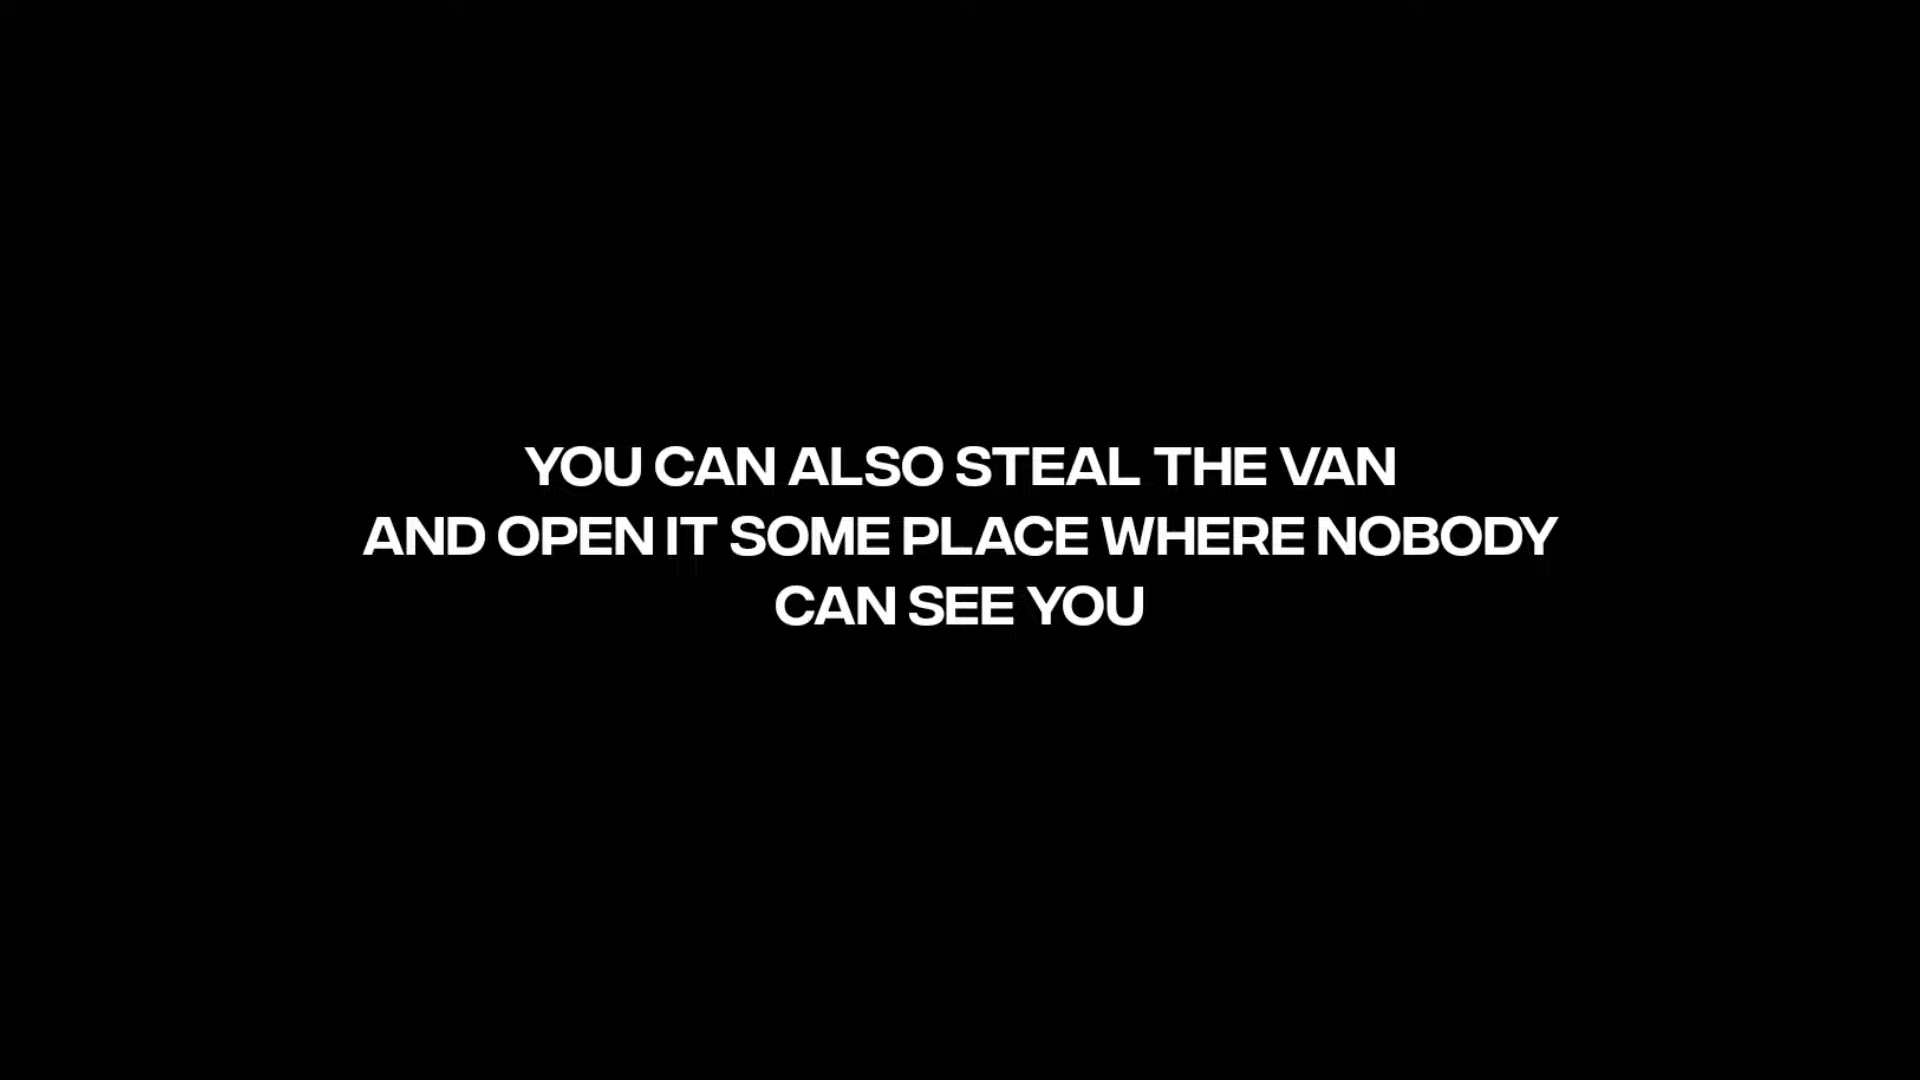 YOU CAN ALSO STEAL THE VAN
AND OPEN IT SOME PLACE WHERE NOBODY
CAN SEE YOU